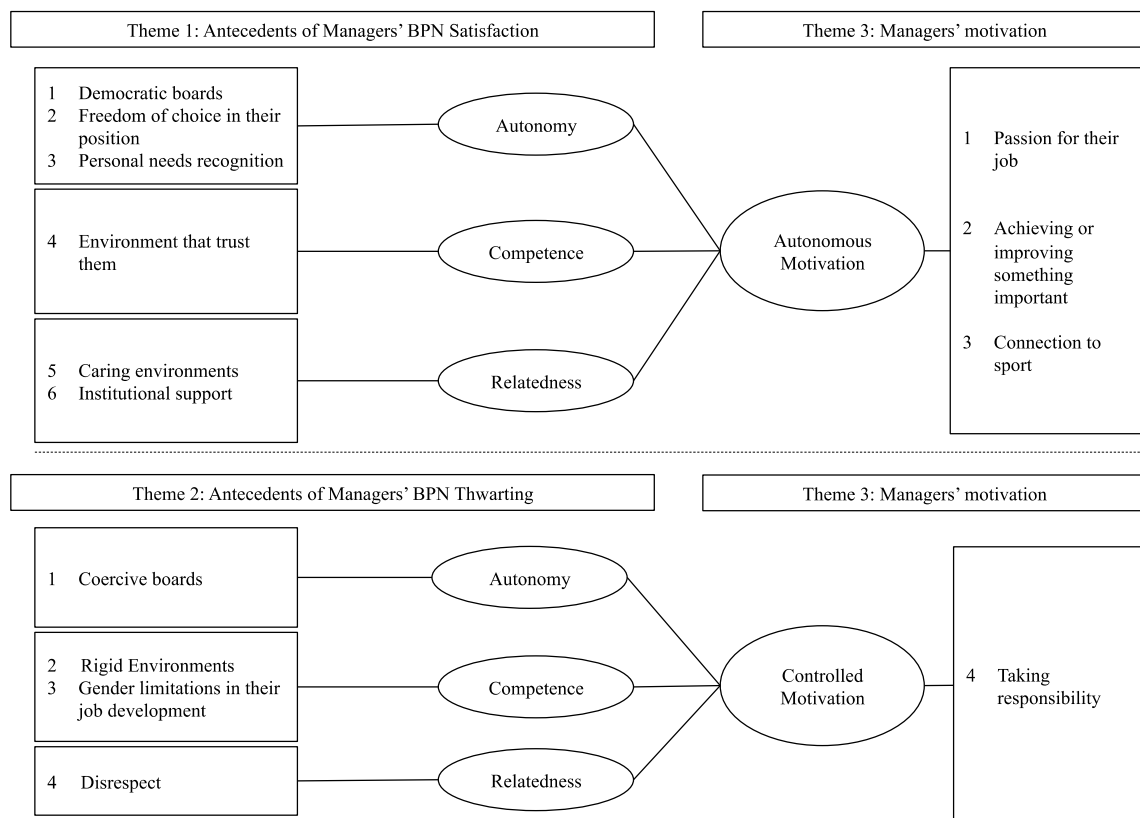 Theme 1: Antecedents of Managers’ BPN Satisfaction
Theme 3: Managers’ motivation
1 Democratic boards
2 Freedom of choice in their
position
3 Personal needs recognition
Autonomy
4 Environment that trust
them
Competence
5 Caring environments
6 Institutional support
Relatedness
Autonomous
Motivation
1 Passion for their
job
2 Achieving or
improving
something
important
3 Connection to
sport
Theme 2: Antecedents of Managers’ BPN Thwarting
Theme 3: Managers’ motivation
1 Coercive boards
Autonomy
2 Rigid Environments
3 Gender limitations in their
job development
Competence
4 Disrespect
Relatedness
Controlled
Motivation
4 Taking
responsibility